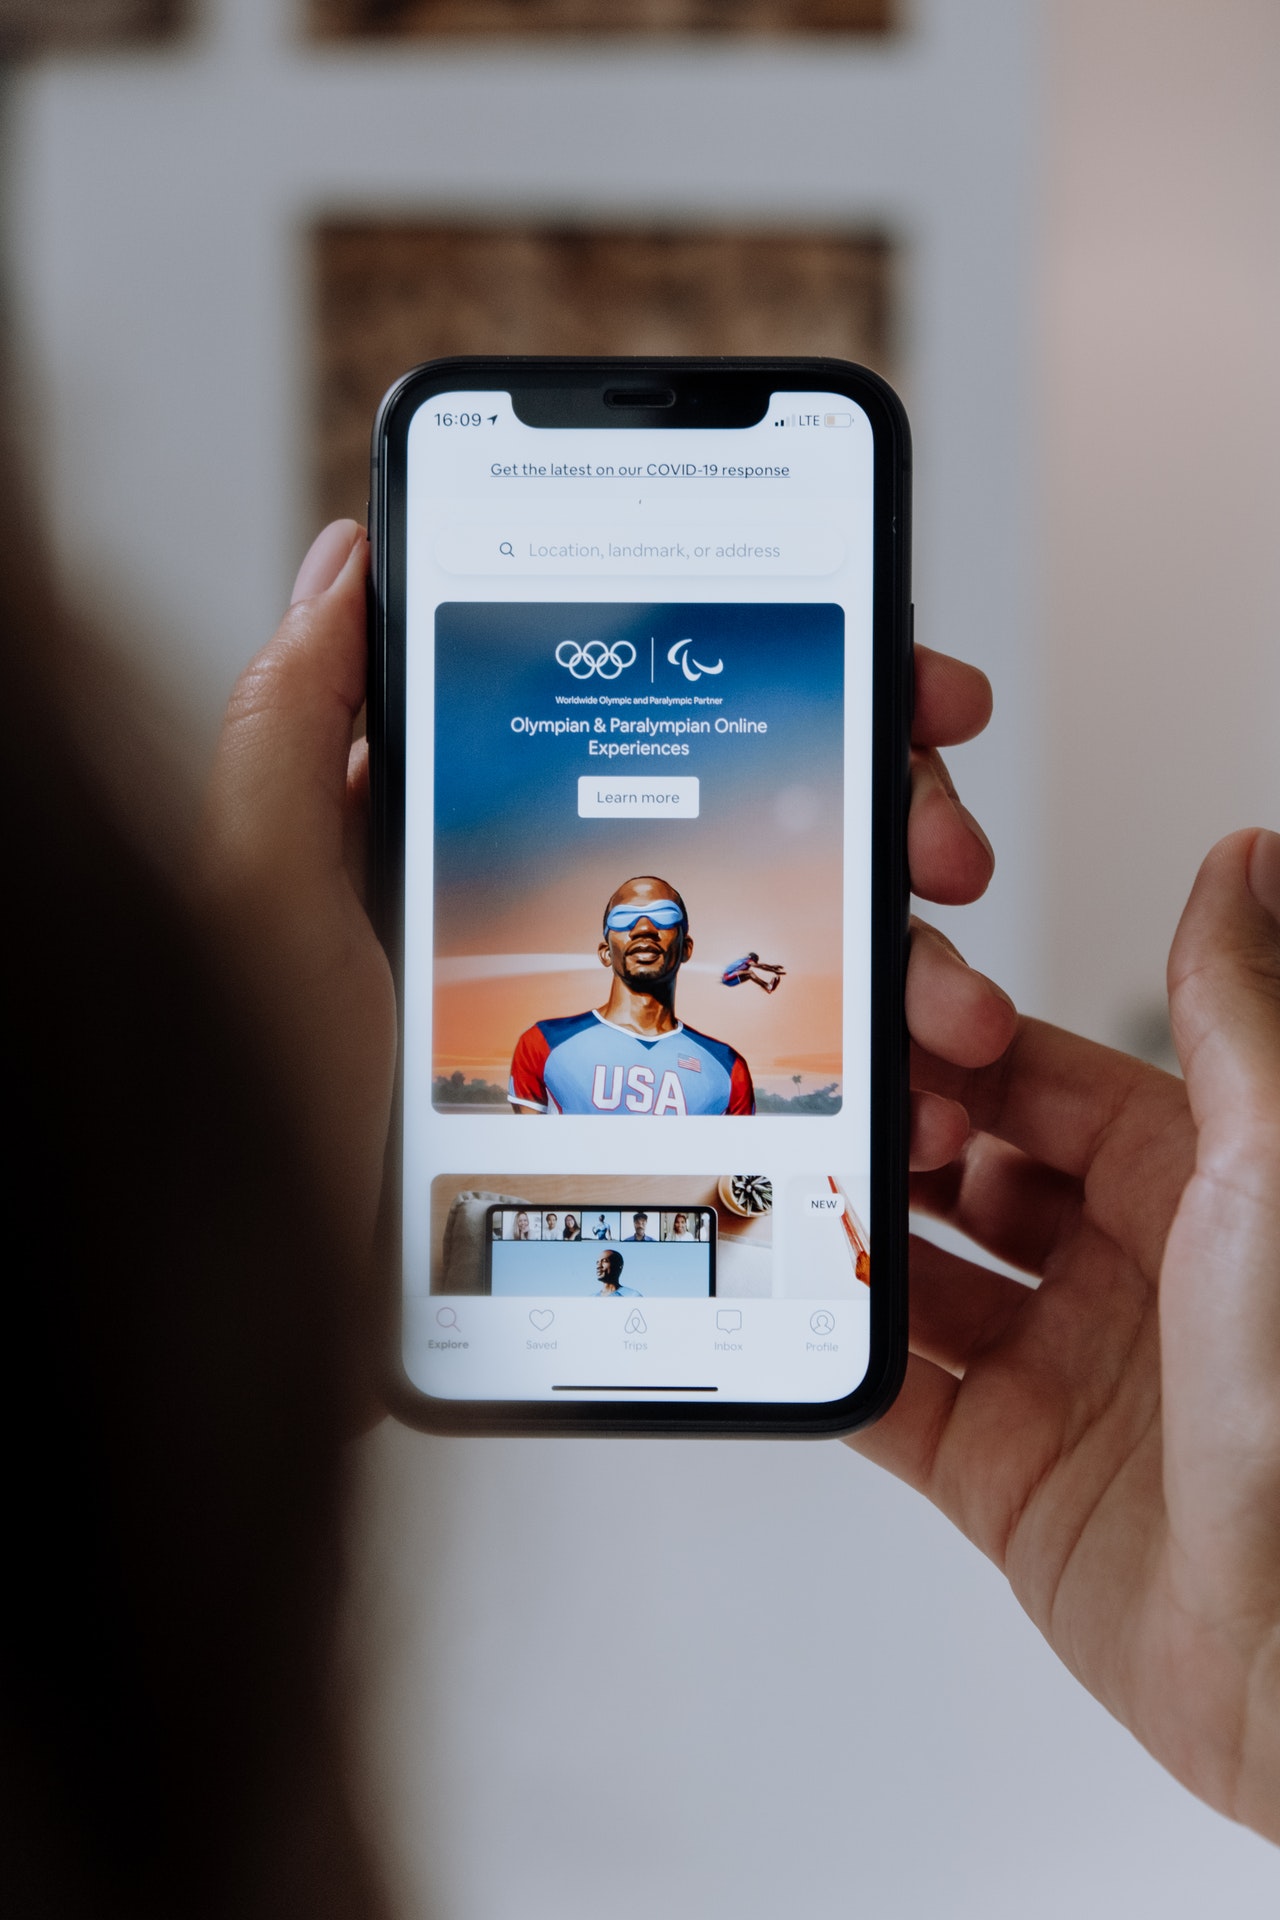 16:09
LTE
Get the latest on our COVID-19 response
Location, landmark, or address
Worldwide Olympic and Paralympic Partner
Olympian & Paralympian Online
Experiences
Learn more
USA
NEW
Explore
Saved
Trips
Inbox
Profile